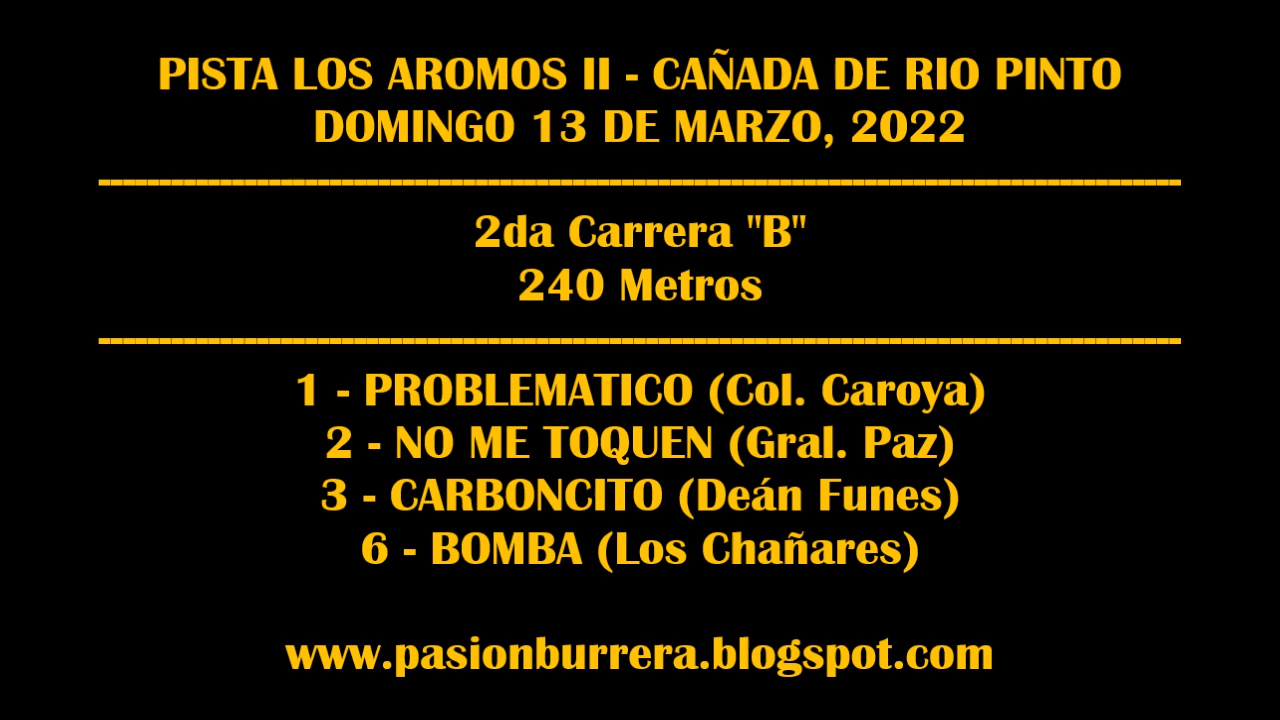 PISTA LOS AROMOS II - CAÑADA DE RIO PINTO
DOMINGO 13 DE MARZO, 2022
2da Carrera "B"
240 Metros
1 - PROBLEMATICO (Col. Caroya)
2 - NO ME TOQUEN (Gral. Paz)
3 - CARBONCITO (Deán Funes)
6 - BOMBA (Los Chañares)
www.pasionburrera.blogspot.com